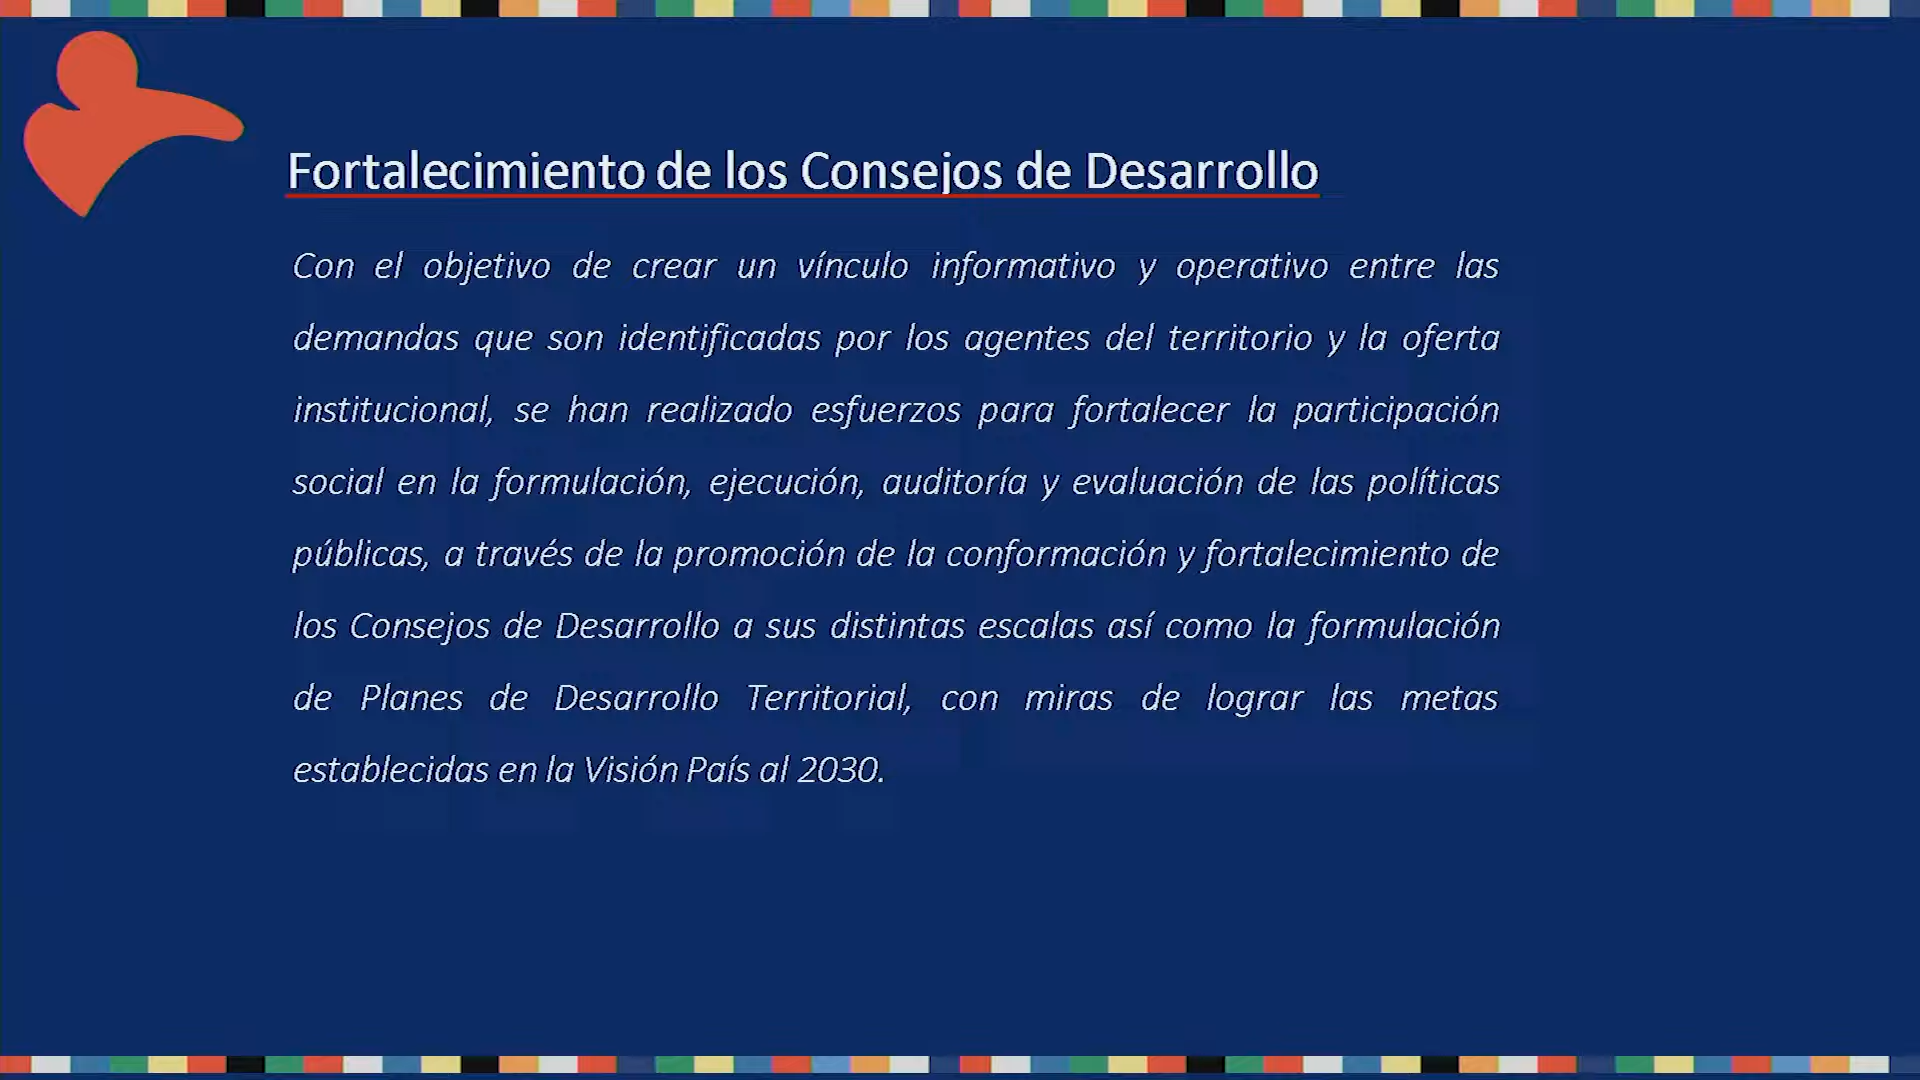 Fortalecimiento de los Consejos de Desarrollo
Con el objetivo de crear un vínculo informativo y operativo entre las
demandas que son identificadas por los agentes del territorio y la oferta
institucional, se han realizado esfuerzos para fortalecer la participación
social en la formulación, ejecución, auditoría y evaluación de las políticas
públicas, a través de la promoción de la conformación y fortalecimiento de
los Consejos de Desarrollo a sus distintas escalas así como la formulación
de Planes de Desarrollo Territorial, con miras de lograr las metas
establecidas en la Visión País al 2030.